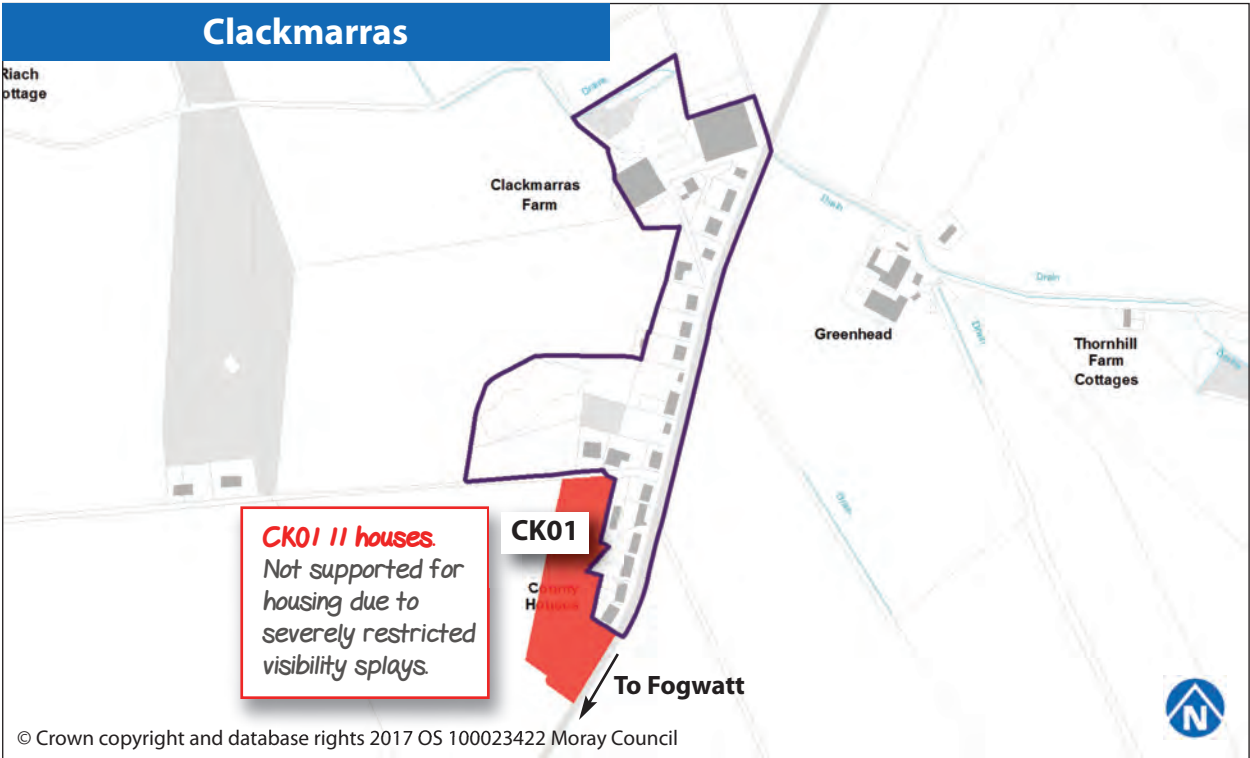 Clackmarras
Riach
ottage
Drain
Clackmarras
Farm
Drain
Drain
Greenhead
Drain
Thornhill
Farm
Cottages
CK01 11 houses.
Not supported for
housing due to
severely restricted
visibility splays.
CK01
County
Houses
Drain
To Fogwatt
N
© Crown copyright and database rights 2017 OS 100023422 Moray Council